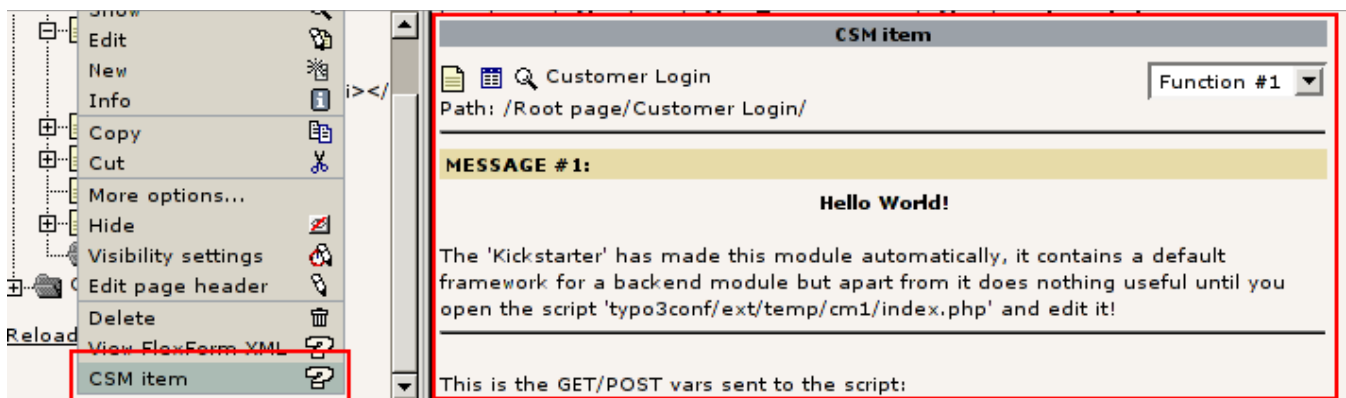 Show
Edit
New
Info
Copy
Cut
More options...
Hide
Visibility settings
Edit page header
Delete
View FlexForm XML
CSM item
Reload
i></
CSM item
Customer Login
Function #1
Path: /Root page/Customer Login/
MESSAGE #1:
Hello World!
The 'Kickstarter' has made this module automatically, it contains a default
framework for a backend module but apart from it does nothing useful until you
open the script 'typo3conf/ext/temp/cm1/index.php' and edit it!
This is the GET/POST vars sent to the script: